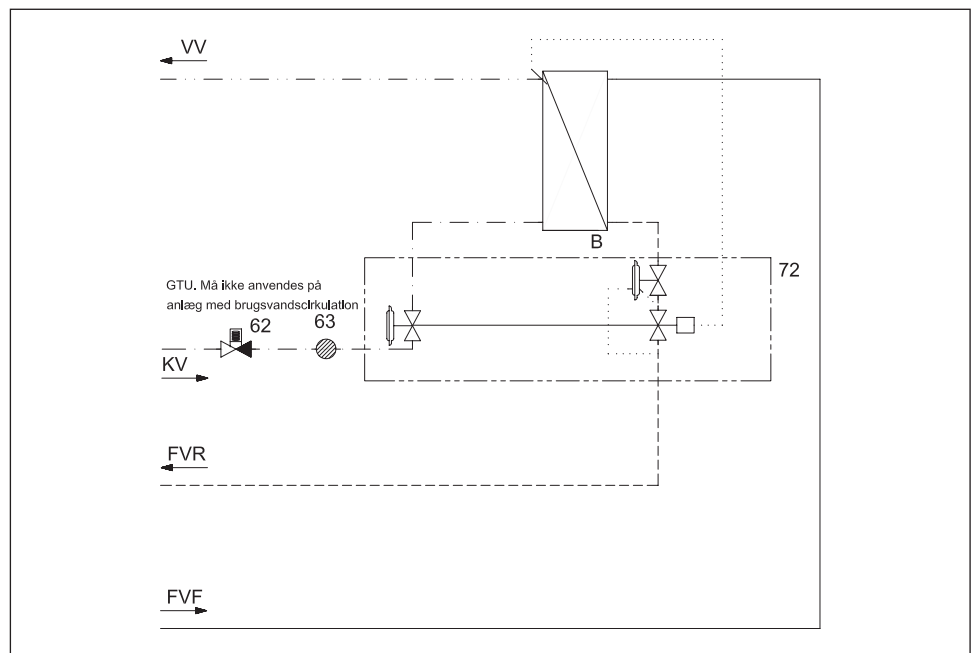 VV
B
72
GTU. Må ikke anvendes på
anlæg med brugsvandscirkulation
62
63
KV
FVR
FVF